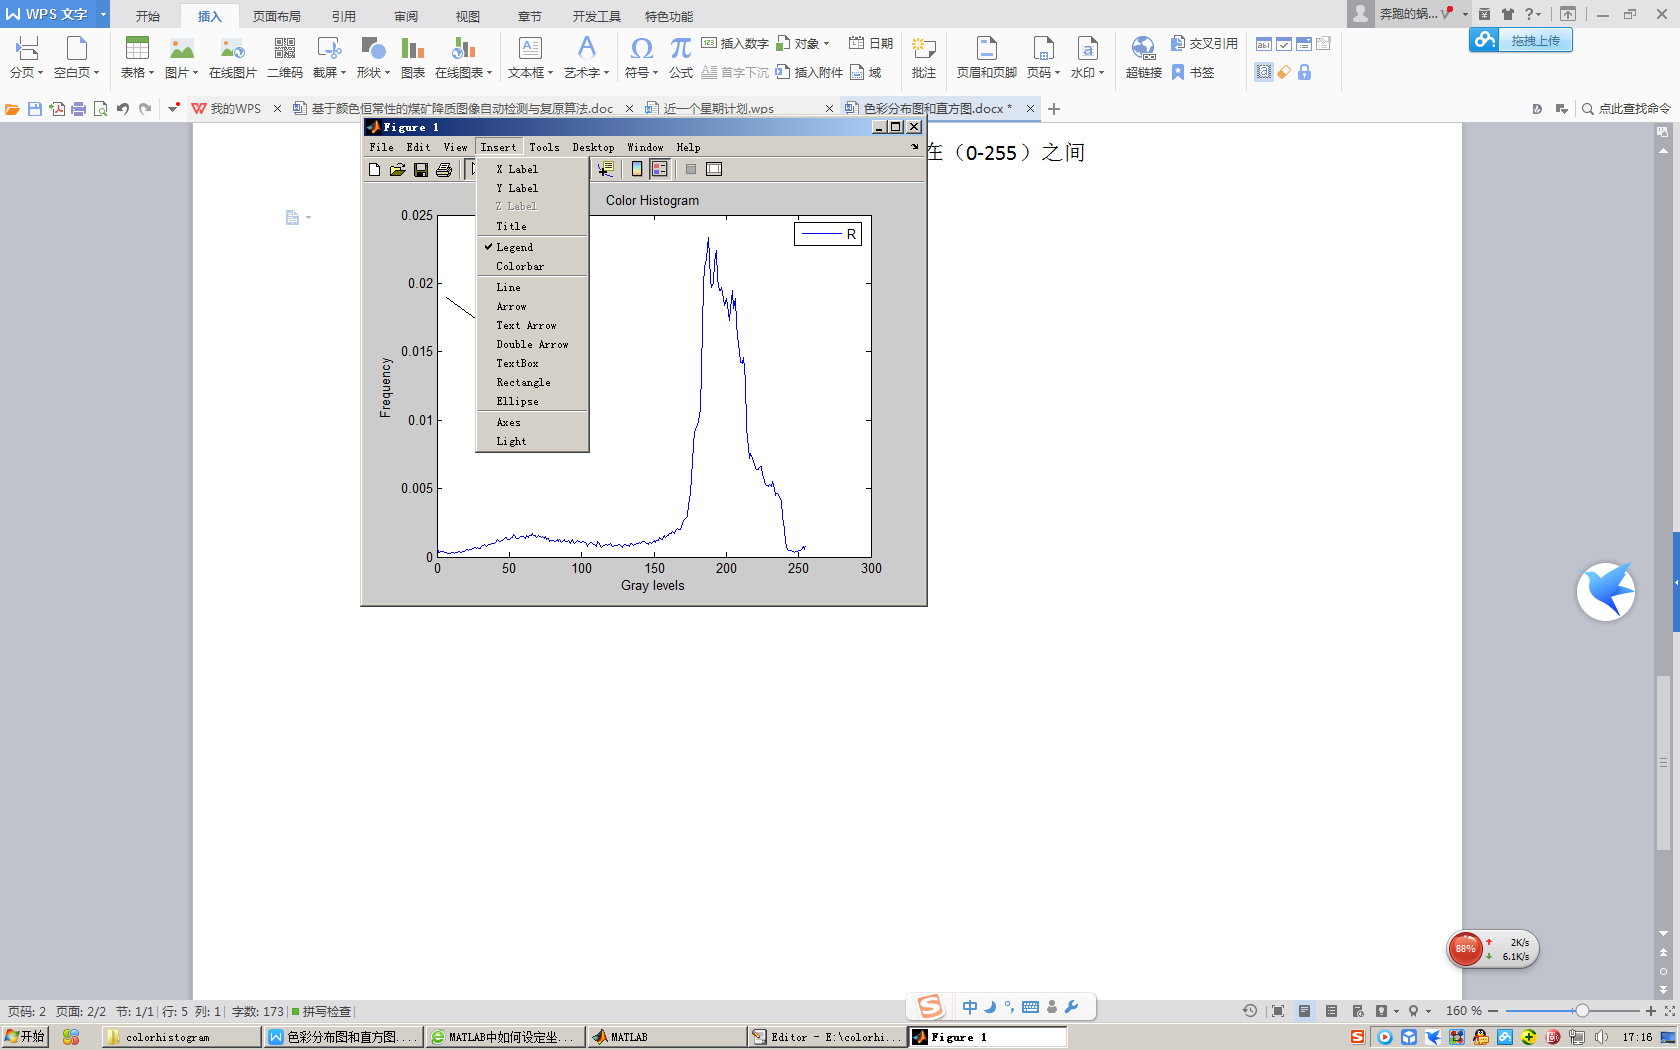 WPS 文字 开始 插入 页面布局 引用 审阅 视图 章节 开发工具 特色功能 奔跑的蜗...
插入数字 对象 日期 交叉引用 拖拽上传
分页 空白页 表格 图片 在线图片 二维码 截屏 形状 图表 在线图表 文本框 艺术字 符号 公式 首字下沉 插入附件 域 批注 页眉和页脚 页码 水印 超链接 书签
我的WPS 基于颜色恒常性的煤矿降质图像自动检测与复原算法.doc 近一个星期计划.wps 色彩分布图和直方图.docx * 点此查找命令
Figure 1
File Edit View Insert Tools Desktop Window Help
在（0-255）之间
X Label
Y Label
Z Label
Title
Legend
Colorbar
Line
Arrow
Text Arrow
Double Arrow
TextBox
Rectangle
Ellipse
Axes
Light
Color Histogram
R
0.025
0.02
0.015
0.01
0.005
0
Frequency
0 50 100 150 200 250 300
Gray levels
88% 2K/s
6.1K/s
页码: 2 页面: 2/2 节: 1/1 行: 5 列: 1 字数: 173 拼写检查 中 160 %
开始 colorhistogram 色彩分布图和直方图.... MATLAB中如何设定坐... MATLAB Editor - E:\colorhi... Figure 1 17:16